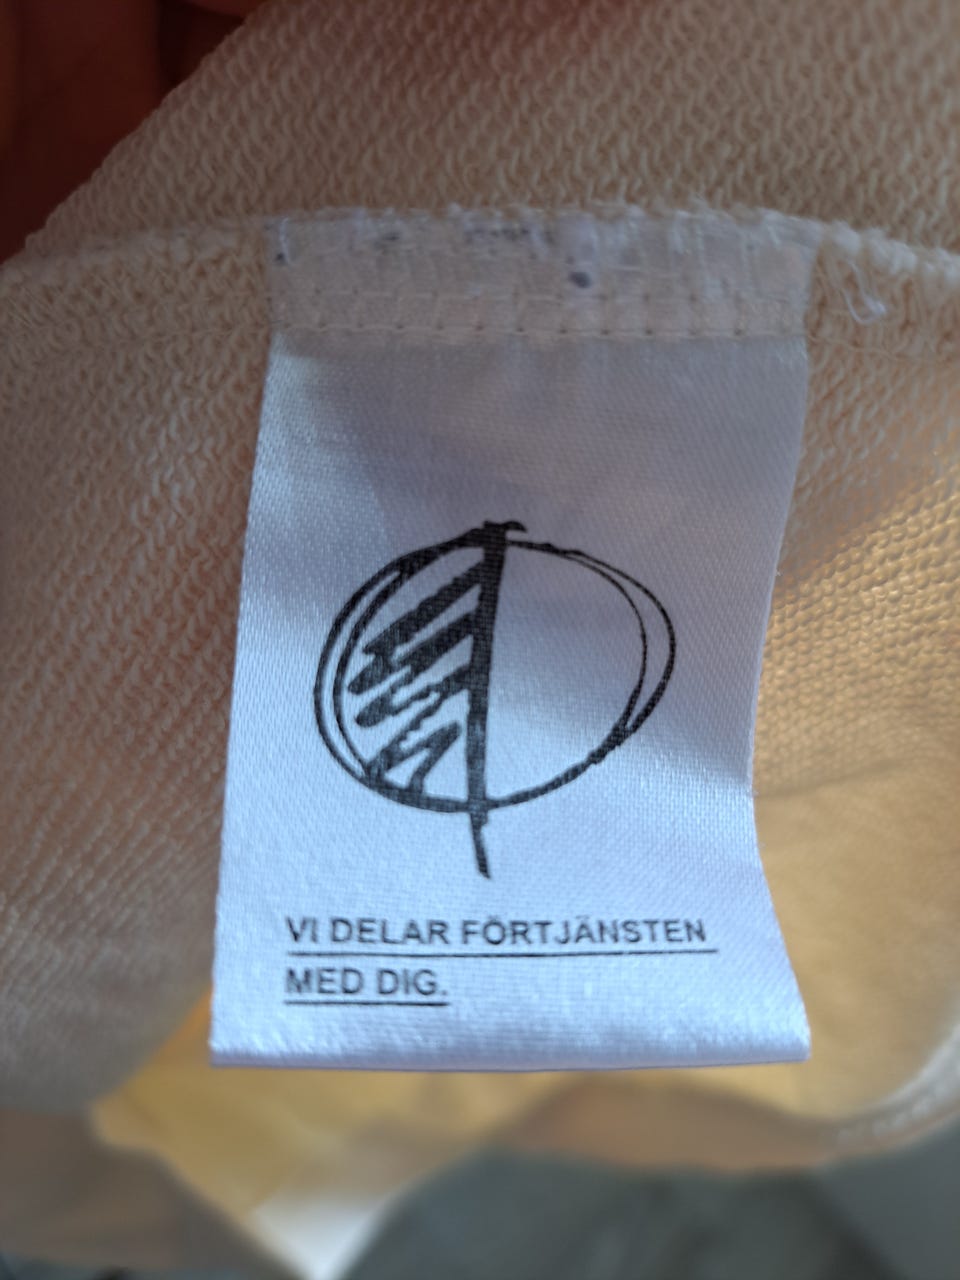 VI DELAR FÖRTJÄNSTEN
MED DIG.